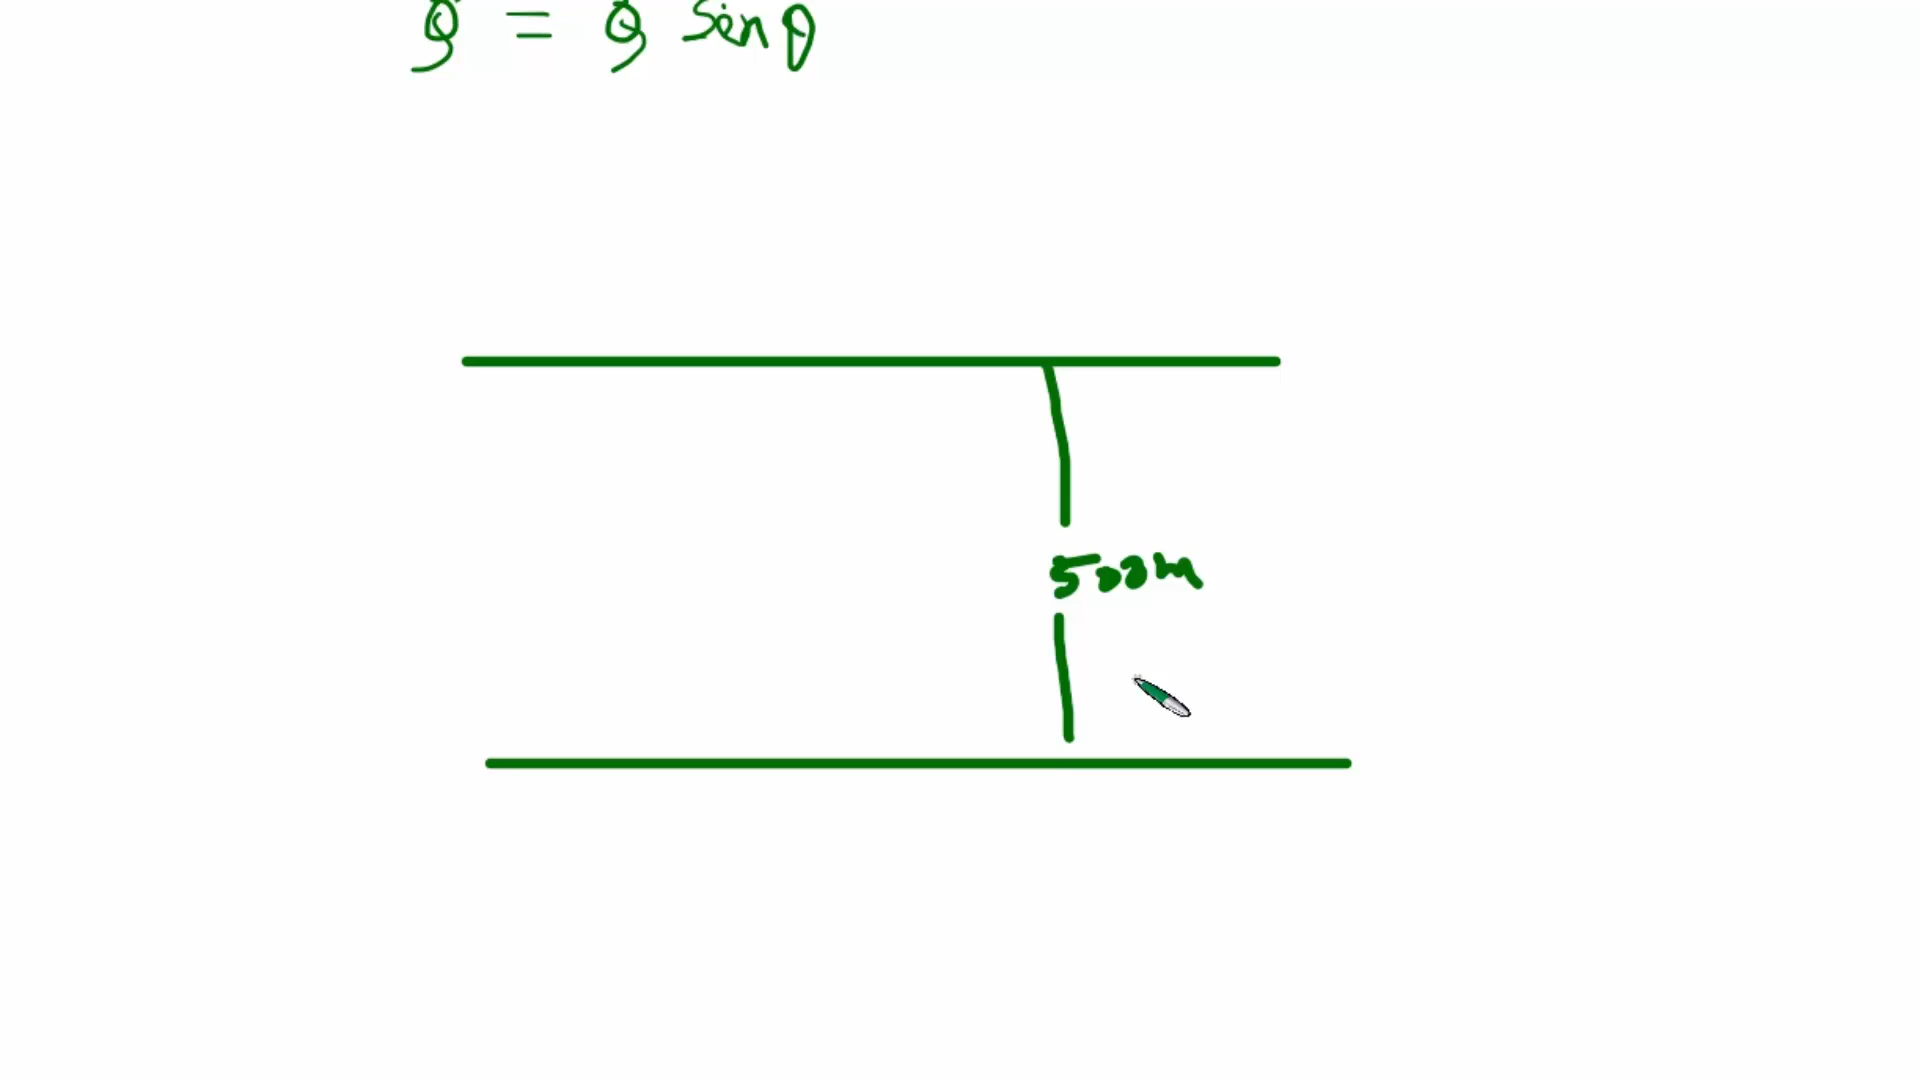 Q = Q Sin θ
500m